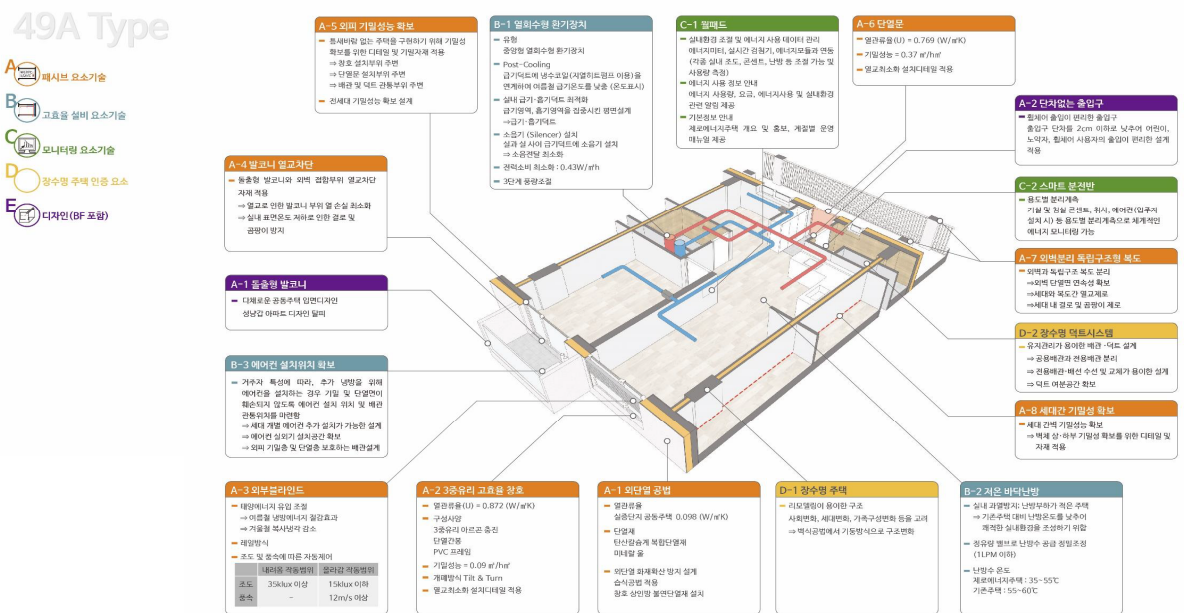 49A Type
A 패시브 요소기술
B 고효율 설비 요소기술
C 모니터링 요소기술
D 장수명 주택 인증 요소
E 디자인(BF 포함)
A-5 외피 기밀성능 확보
틈새바람 없는 주택을 구현하기 위해 기밀성
확보를 위한 디테일 및 기밀자재 적용
⇒ 창호 설치부위 주변
⇒ 단열문 설치부위 주변
⇒ 배관 및 덕트 관통부위 주변
전세대 기밀성능 확보 설계
B-1 열회수형 환기장치
유형
중앙형 열회수형 환기장치
Post-Cooling
급기덕트에 냉수코일(지열히트펌프 이용)을
연계하여 여름철 급기온도를 낮춤 (온도표시)
실내 급기·흡기덕트 최적화
급기영역, 흡기영역을 집중시킨 평면설계
⇒급기·흡기덕트
소음기 (Silencer) 설치
실과 실 사이 급기덕트에 소음기 설치
⇒ 소음전달 최소화
전력소비 최소화 : 0.43W/㎥h
3단계 풍량조절
C-1 월패드
실내환경 조절 및 에너지 사용 데이터 관리
에너지미터, 실시간 검침기, 에너지모듈과 연동
(각종 실내 조도, 콘센트, 난방 등 조절 가능 및
사용량 측정)
에너지 사용 정보 안내
에너지 사용량, 요금, 에너지사용 및 실내환경
관련 알림 제공
기본정보 안내
제로에너지주택 개요 및 홍보, 계절별 운영
매뉴얼 제공
A-6 단열문
열관류율(U) = 0.769 (W/㎡K)
기밀성능 = 0.37 ㎥/h㎡
열교최소화 설치디테일 적용
A-2 단차없는 출입구
휠체어 출입이 편리한 출입구
출입구 단차를 2cm 이하로 낮추어 어린이,
노약자, 휠체어 사용자의 출입이 편리한 설계
적용
A-4 발코니 열교차단
돌출형 발코니와 외벽 접합부위 열교차단
자재 적용
⇒ 열교로 인한 발코니 부위 열 손실 최소화
⇒ 실내 표면온도 저하로 인한 결로 및
곰팡이 방지
C-2 스마트 분전반
용도별 분리계측
거실 및 침실 콘센트, 취사, 에어컨(입주자
설치 시) 등 용도별 분리계측으로 체계적인
에너지 모니터링 가능
A-7 외벽분리 독립구조형 복도
외벽과 독립구조 복도 분리
⇒외벽 단열면 연속성 확보
⇒세대와 복도간 열교제로
⇒세대 내 결로 및 곰팡이 제로
A-1 돌출형 발코니
다채로운 공동주택 입면디자인
성냥갑 아파트 디자인 탈피
D-2 장수명 덕트시스템
유지관리가 용이한 배관·덕트 설계
⇒ 공용배관과 전용배관 분리
⇒ 전용배관·배선 수선 및 교체가 용이한 설계
⇒ 덕트 여분공간 확보
B-3 에어컨 설치위치 확보
거주자 특성에 따라, 추가 냉방을 위해
에어컨을 설치하는 경우 기밀 및 단열면이
훼손되지 않도록 에어컨 설치 위치 및 배관
관통위치를 마련함
⇒ 세대 개별 에어컨 추가 설치가 가능한 설계
⇒ 에어컨 실외기 설치공간 확보
⇒ 외피 기밀층 및 단열층 보호하는 배관설계
A-8 세대간 기밀성 확보
세대 간벽 기밀성능 확보
⇒ 벽체 상·하부 기밀성 확보를 위한 디테일 및
자재 적용
A-3 외부블라인드
태양에너지 유입 조절
⇒ 여름철 냉방에너지 절감효과
⇒ 겨울철 복사냉각 감소
레일방식
조도 및 풍속에 따른 자동제어
내려옴 작동범위 올라감 작동범위
조도 35klux 이상 15klux 이하
풍속 - 12m/s 이상
A-2 3중유리 고효율 창호
열관류율(U) = 0.872 (W/㎡K)
구성사양
3중유리 아르곤 충진
단열간봉
PVC 프레임
기밀성능 = 0.09 ㎥/h㎡
개폐방식 Tilt & Turn
열교최소화 설치디테일 적용
A-1 외단열 공법
열관류율
실증단지 공동주택 0.098 (W/㎡K)
단열재
탄산칼슘계 복합단열재
미네랄 울
외단열 화재확산 방지 설계
습식공법 적용
창호 상인방 불연단열재 설치
D-1 장수명 주택
리모델링이 용이한 구조
사회변화, 세대변화, 가족구성변화 등을 고려
⇒ 벽식공법에서 기둥방식으로 구조변화
B-2 저온 바닥난방
실내 과열방지; 난방부하가 적은 주택
⇒ 기존주택 대비 난방온도를 낮추어
쾌적한 실내환경을 조성하기 위함
정유량 밸브로 난방수 공급 정밀조정
(1LPM 이하)
난방수 온도
제로에너지주택 : 35~55℃
기존주택 : 55~60℃